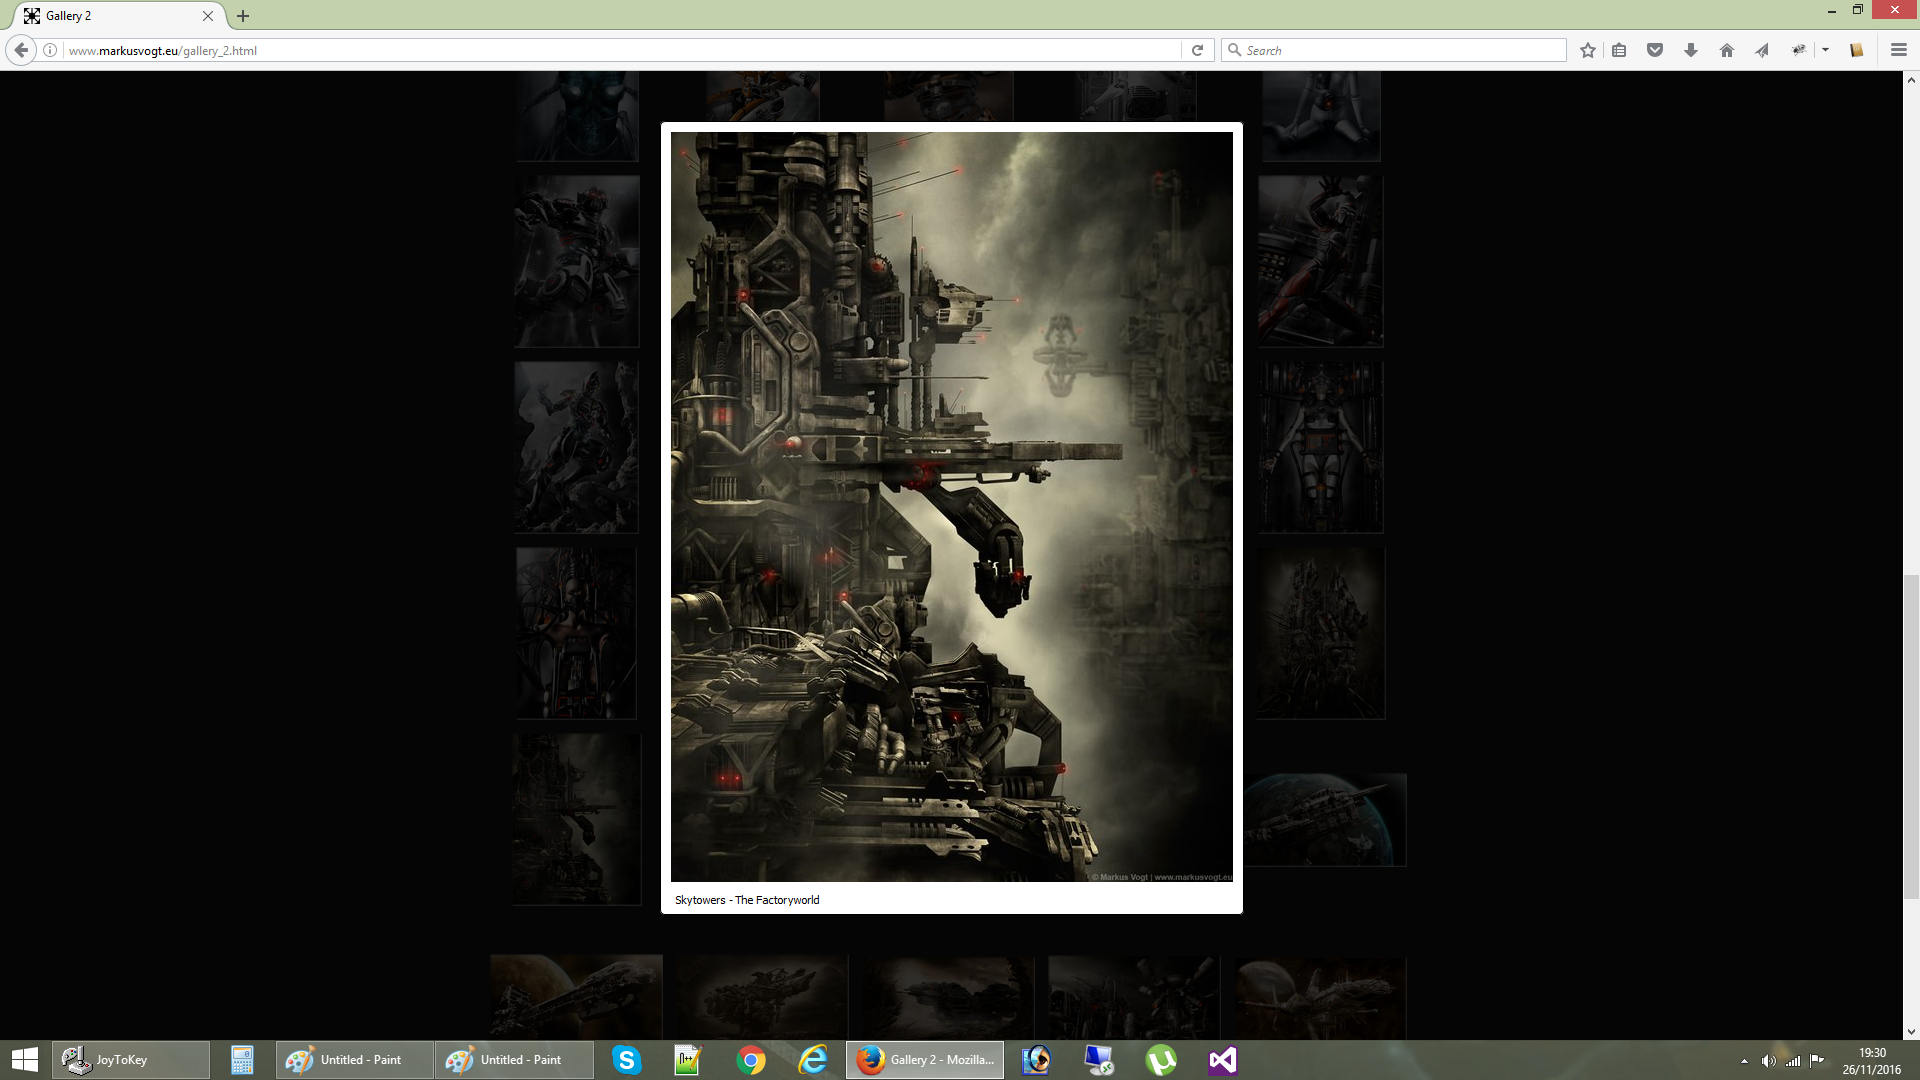 Gallery 2
www.markusvogt.eu/gallery_2.html
Search
© Markus Vogt | www.markusvogt.eu
Skytowers - The Factoryworld
JoyToKey
Untitled - Paint
Untitled - Paint
Gallery 2 - Mozilla...
19:30
26/11/2016